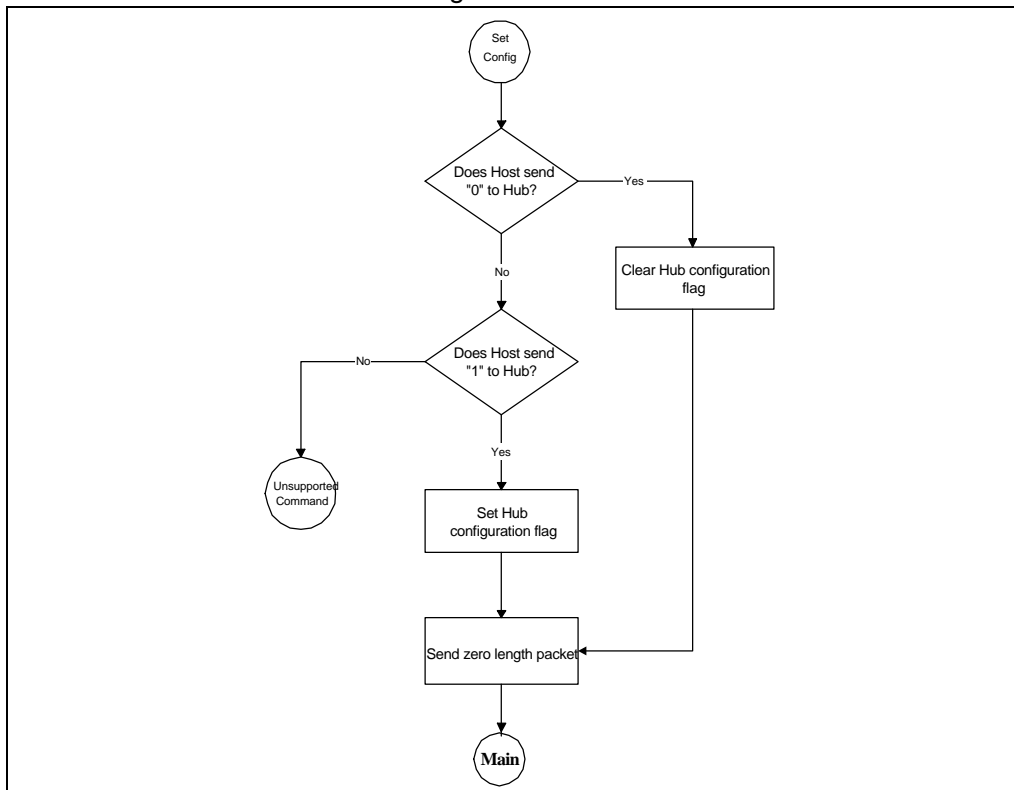 Set
Config
Does Host send
"0" to Hub?
Yes
No
Clear Hub configuration
flag
Does Host send
"1" to Hub?
No
Yes
Unsupported
Command
Set Hub
configuration flag
Send zero length packet
Main